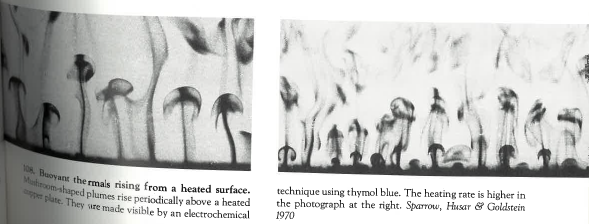 108. Buoyant thermals rising from a heated surface.
Mushroom-shaped plumes rise periodically above a heated
copper plate. They are made visible by an electrochemical
technique using thymol blue. The heating rate is higher in
the photograph at the right. Sparrow, Husar & Goldstein
1970